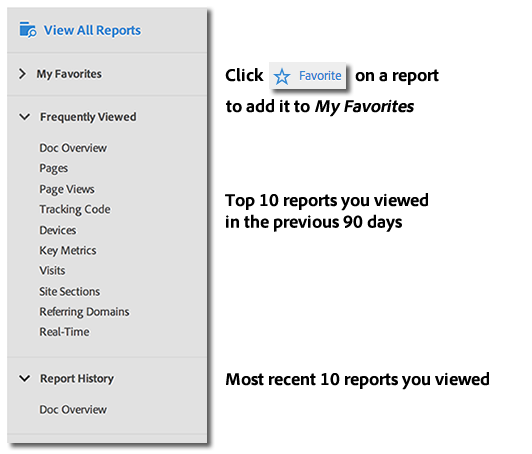 View All Reports
My Favorites
Click Favorite on a report
to add it to My Favorites
Frequently Viewed
Doc Overview
Pages
Page Views
Tracking Code
Devices
Key Metrics
Visits
Site Sections
Referring Domains
Real-Time
Top 10 reports you viewed
in the previous 90 days
Report History
Doc Overview
Most recent 10 reports you viewed